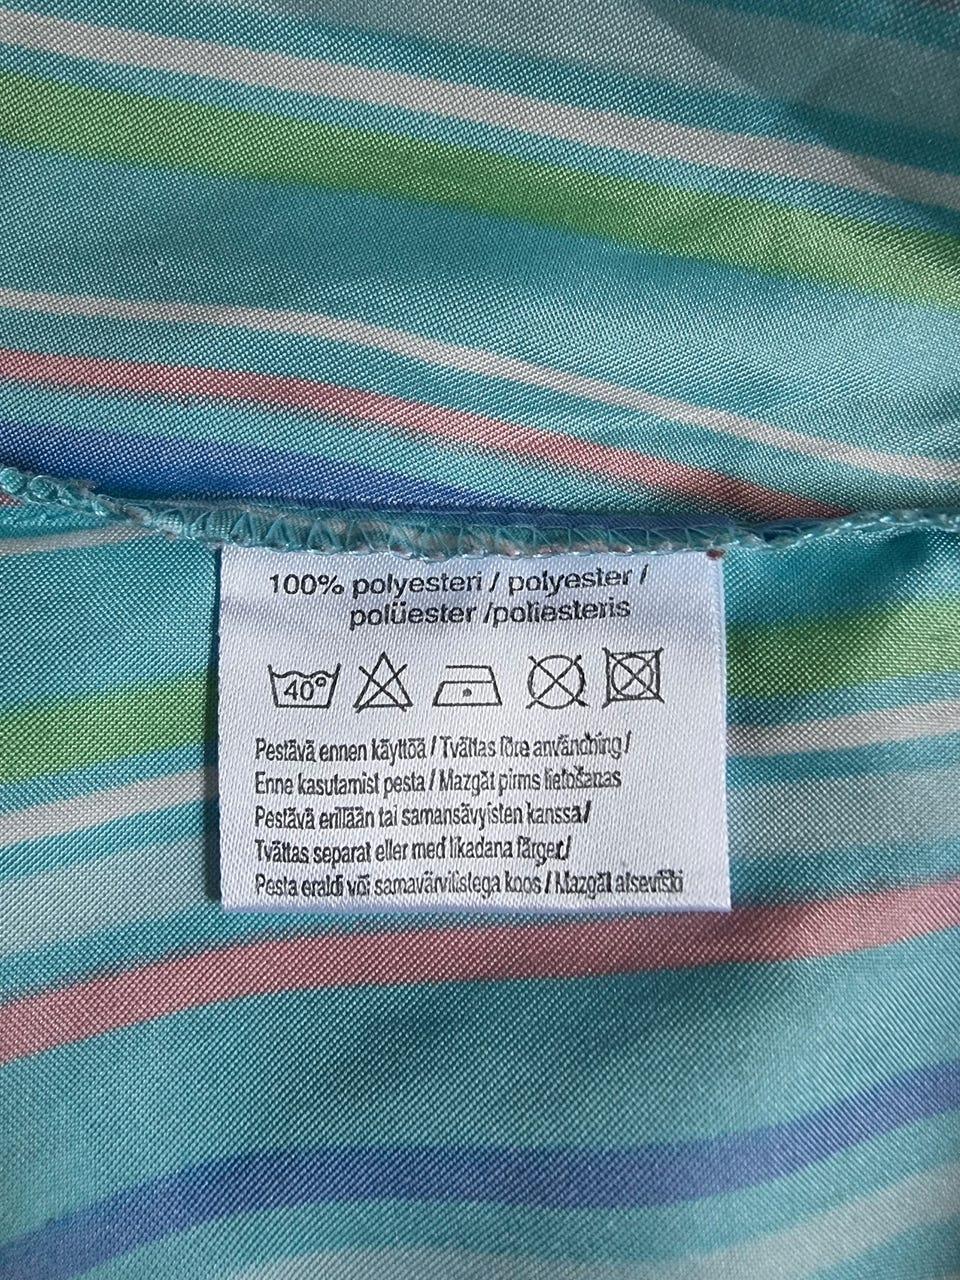 100% polyesteri / polyester /
polüester /poliesteris
40°
Pestävä ennen käyttöä / Tvättas före användning /
Enne kasutamist pesta / Mazgāt pirms lietošanas
Pestävä erillään tai samansävyisten kanssa/
Tvättas separat eller med likadana färger/
Pesta eraldi või samavärvilistega koos / Mazgāt atsevišķi